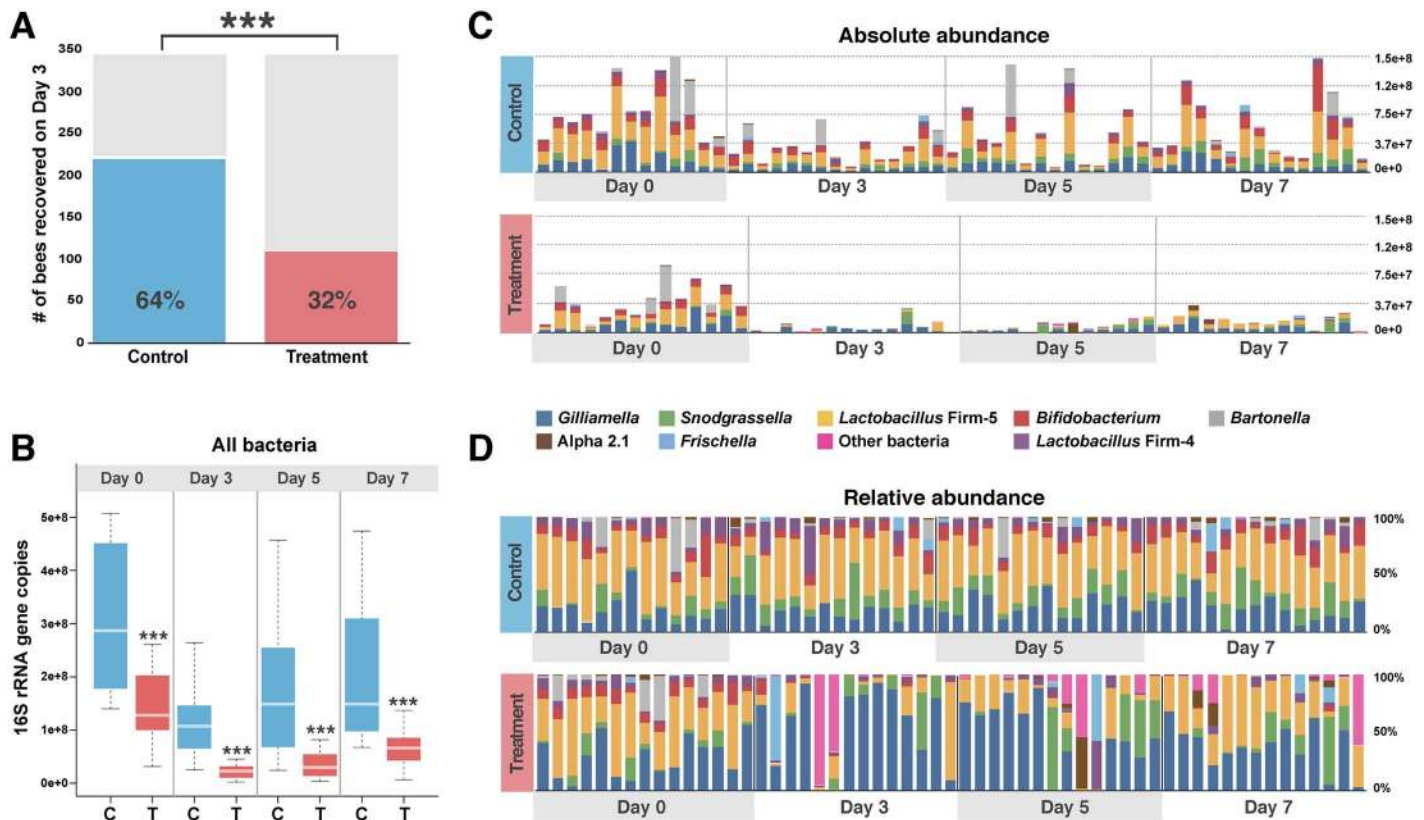 A
***
# of bees recovered on Day 3
350
300
250
200
150
100
50
0
64%
32%
Control
Treatment
B
All bacteria
Day 0 Day 3 Day 5 Day 7
16S rRNA gene copies
5e+8
4e+8
3e+8
2e+8
1e+8
0e+0
***
***
***
***
C T C T C T C T
C
Absolute abundance
Control
1.5e+8
1.2e+8
7.5e+7
3.7e+7
0e+0
Day 0 Day 3 Day 5 Day 7
Treatment
1.5e+8
1.2e+8
7.5e+7
3.7e+7
0e+0
Day 0 Day 3 Day 5 Day 7
Gilliamella Snodgrassella Lactobacillus Firm-5 Bifidobacterium Bartonella
Alpha 2.1 Frischella Other bacteria Lactobacillus Firm-4
D
Relative abundance
Control
100%
50%
0%
Day 0 Day 3 Day 5 Day 7
Treatment
100%
50%
0%
Day 0 Day 3 Day 5 Day 7